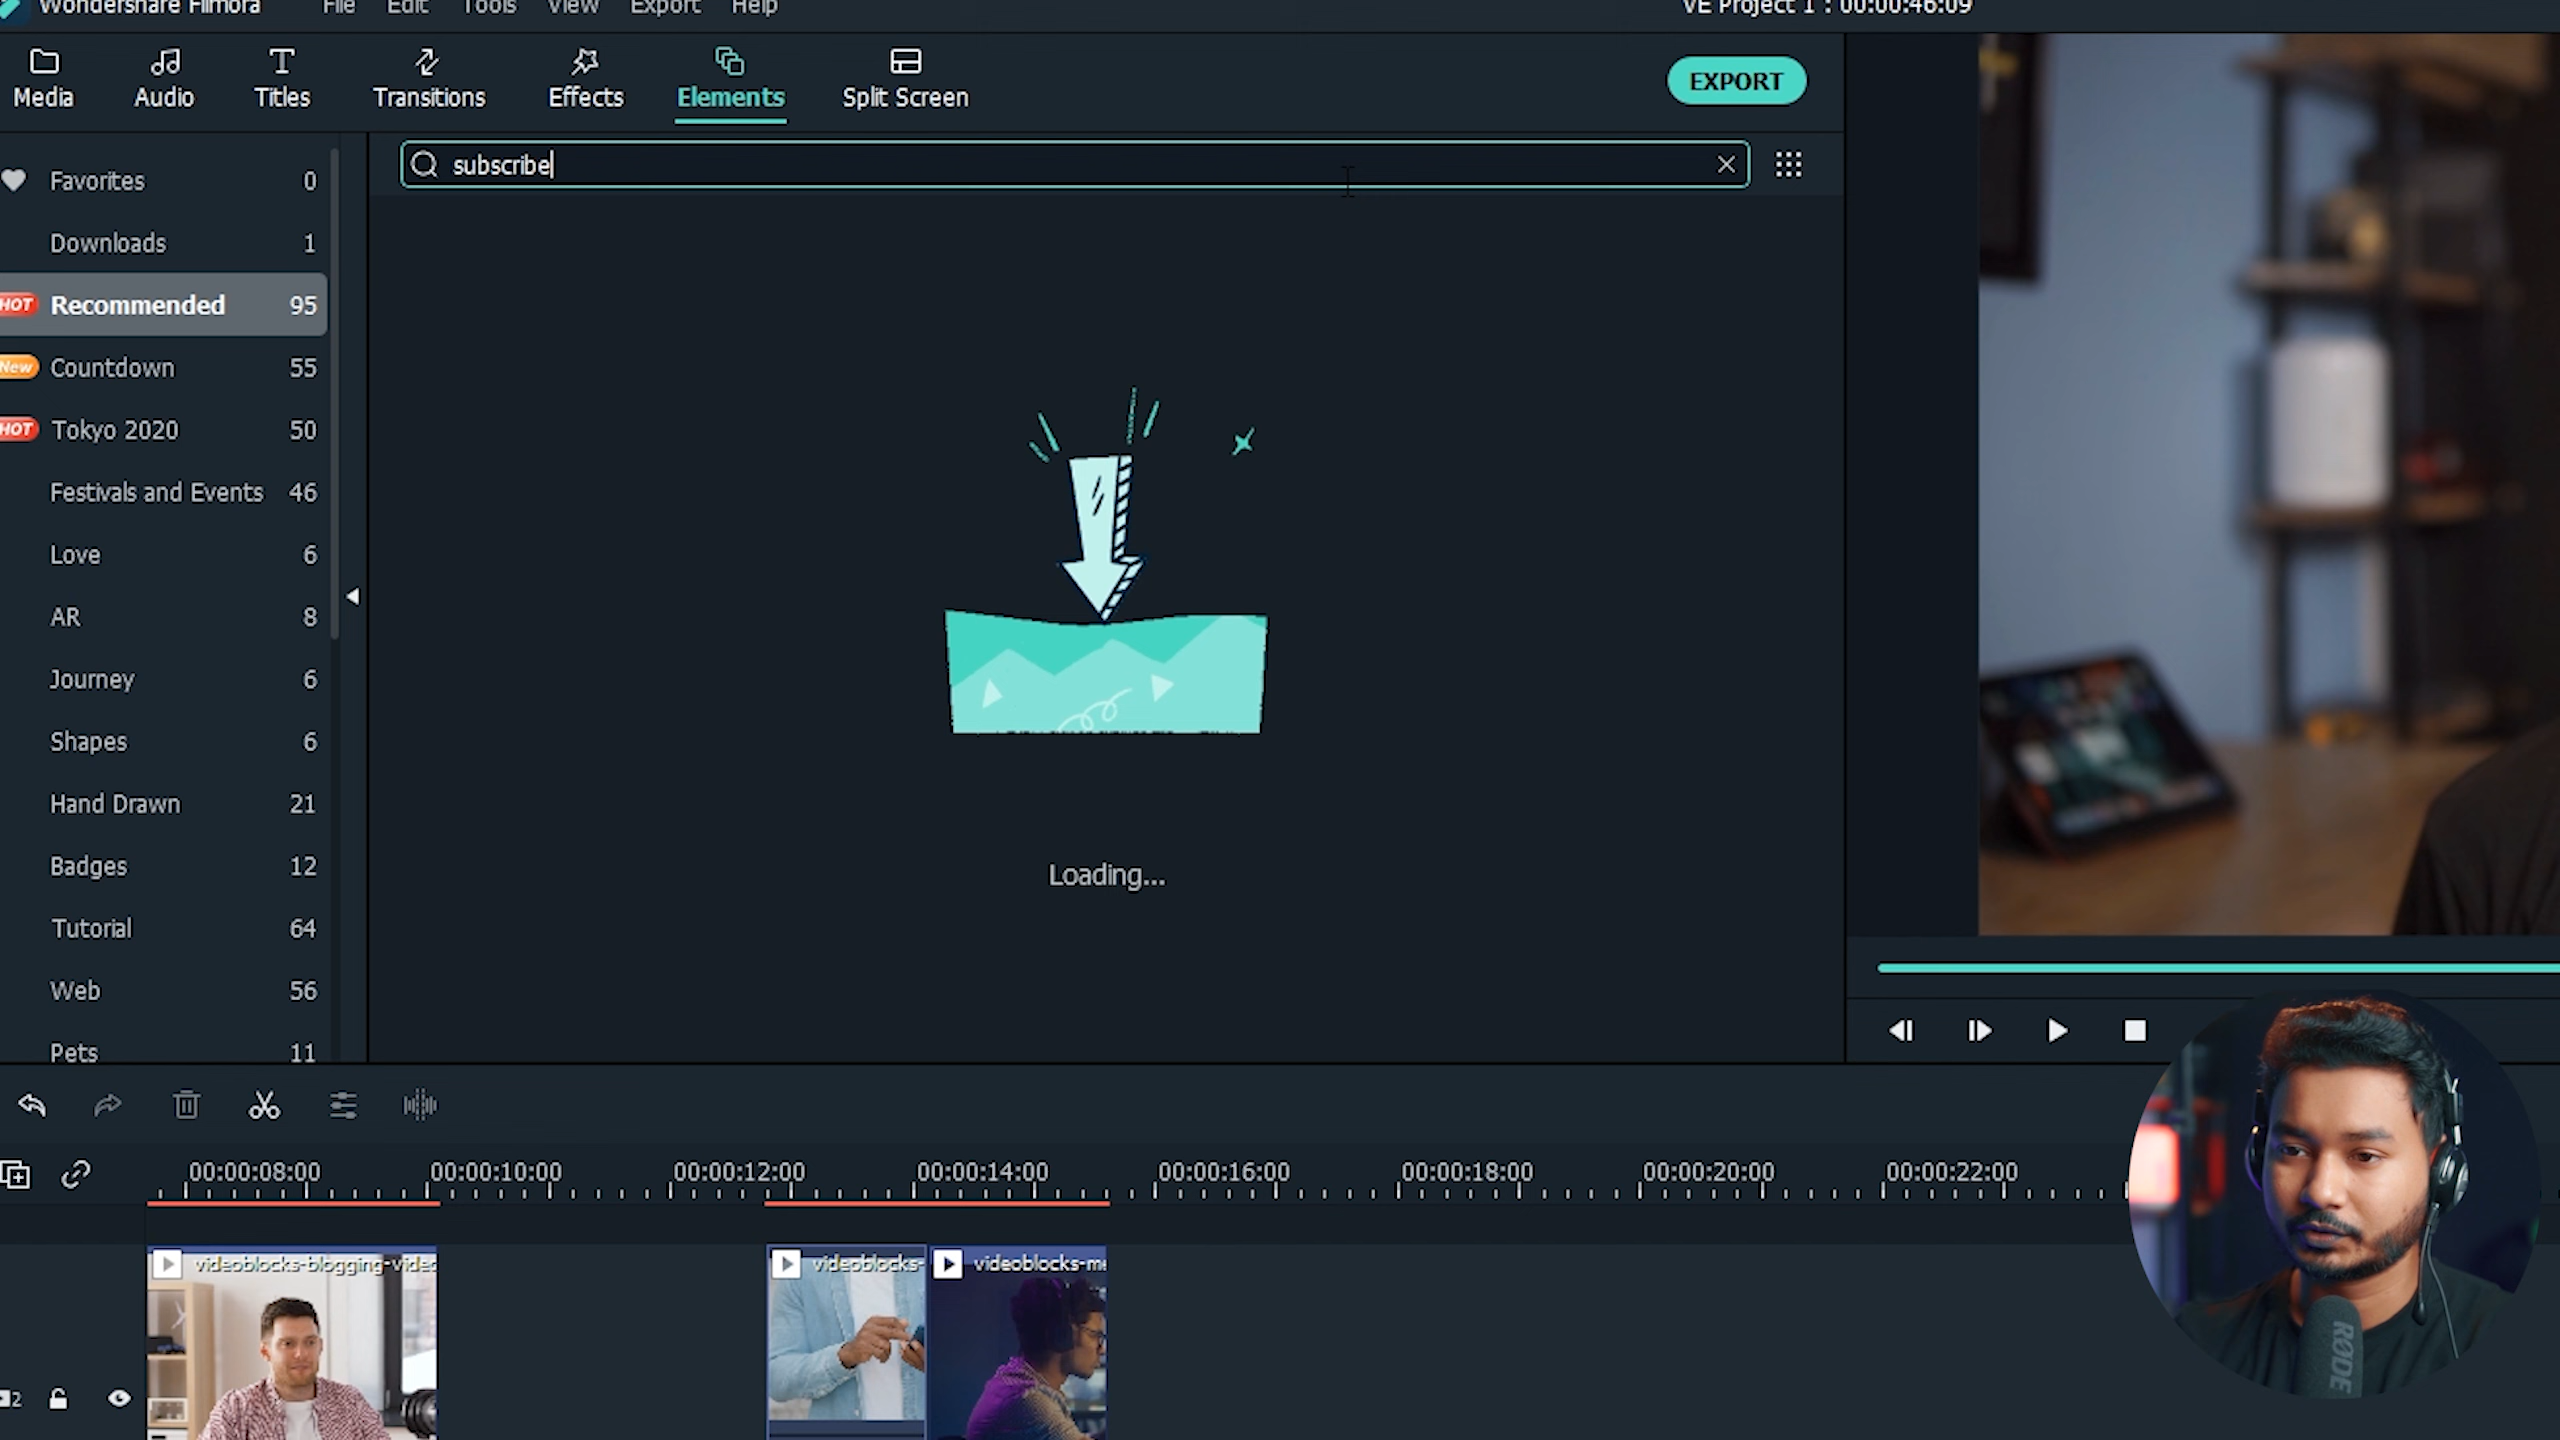 Wondershare Filmora
File Edit Tools View Export Help
VE Project 1 : 00:00:46:09
Media Audio Titles Transitions Effects Elements Split Screen
EXPORT
subscribe
Favorites 0
Downloads 1
HOT Recommended 95
New Countdown 55
HOT Tokyo 2020 50
Festivals and Events 46
Love 6
AR 8
Journey 6
Shapes 6
Hand Drawn 21
Badges 12
Tutorial 64
Web 56
Pets 11
Loading...
00:00:08:00 00:00:10:00 00:00:12:00 00:00:14:00 00:00:16:00 00:00:18:00 00:00:20:00 00:00:22:00
videoblocks-blogging-vide
videoblocks-
videoblocks-m
2
RØDE